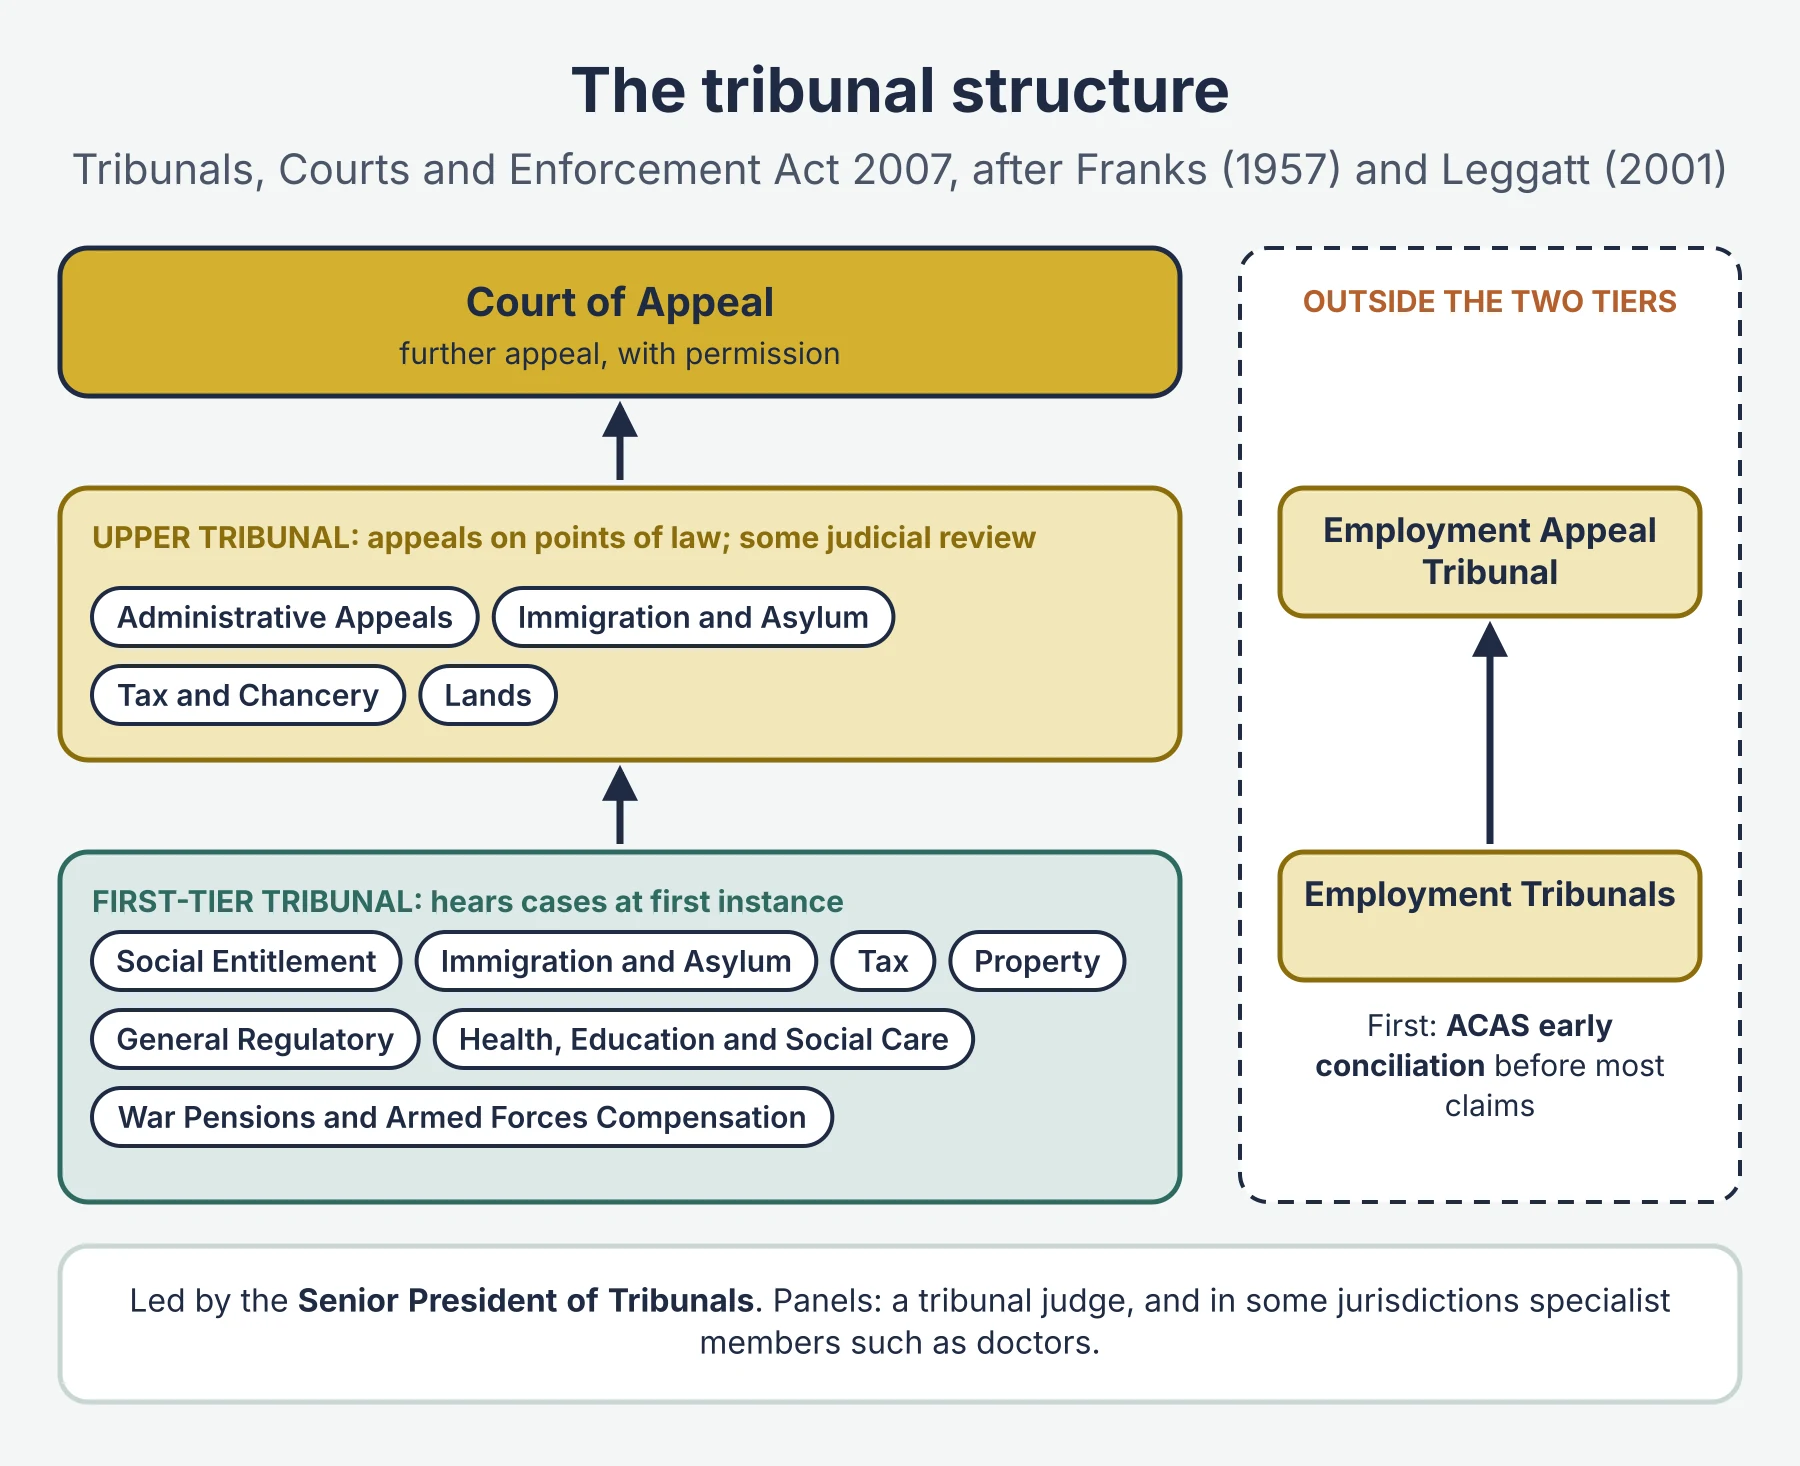 The tribunal structure
Tribunals, Courts and Enforcement Act 2007, after Franks (1957) and Leggatt (2001)
Court of Appeal
further appeal, with permission
UPPER TRIBUNAL: appeals on points of law; some judicial review
Administrative Appeals
Immigration and Asylum
Tax and Chancery
Lands
FIRST-TIER TRIBUNAL: hears cases at first instance
Social Entitlement
Immigration and Asylum
Tax
Property
General Regulatory
Health, Education and Social Care
War Pensions and Armed Forces Compensation
OUTSIDE THE TWO TIERS
Employment Appeal
Tribunal
Employment Tribunals
First: ACAS early
conciliation before most
claims
Led by the Senior President of Tribunals. Panels: a tribunal judge, and in some jurisdictions specialist
members such as doctors.